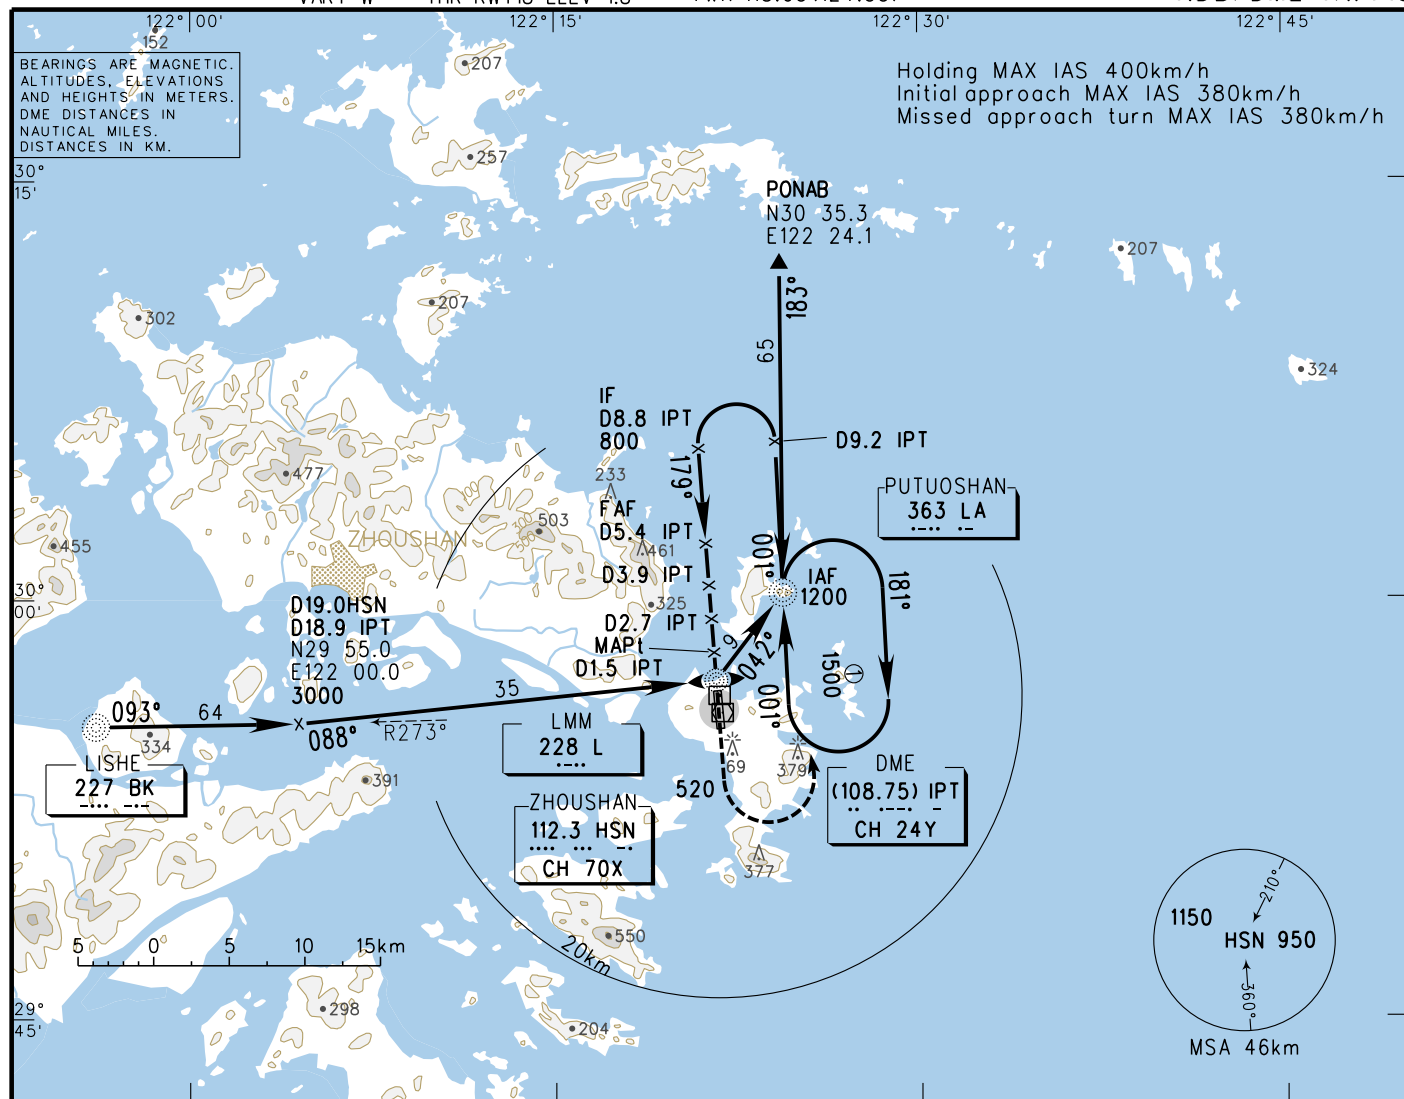 122° 00'
122° 15'
122° 30'
122° 45'
152
BEARINGS ARE MAGNETIC.
ALTITUDES, ELEVATIONS
AND HEIGHTS IN METERS.
DME DISTANCES IN
NAUTICAL MILES.
DISTANCES IN KM.
207
257
Holding MAX IAS 400km/h
Initial approach MAX IAS 380km/h
Missed approach turn MAX IAS 380km/h
30°
15'
PONAB
N30 35.3
E122 24.1
207
183°
207
302
65
324
IF
D8.8 IPT
800
D9.2 IPT
179°
477
233
PUTUOSHAN
363 LA
100
300
500
503
FAF
D5.4 IPT
ZHOUSHAN
455
461
001°
D3.9 IPT
IAF
1200
181°
30°
00'
325
D19.0HSN
D18.9 IPT
N29 55.0
E122 00.0
3000
D2.7 IPT
MAPt
D1.5 IPT
9
042°
1500
1
093°
64
35
088°
R273°
001°
334
LISHE
227 BK
LMM
228 L
391
69
379
520
DME
(108.75) IPT
CH 24Y
ZHOUSHAN
112.3 HSN
CH 70X
377
210°
1150
HSN 950
360°
MSA 46km
550
20km
5 0 5 10 15km
298
204
29°
45'